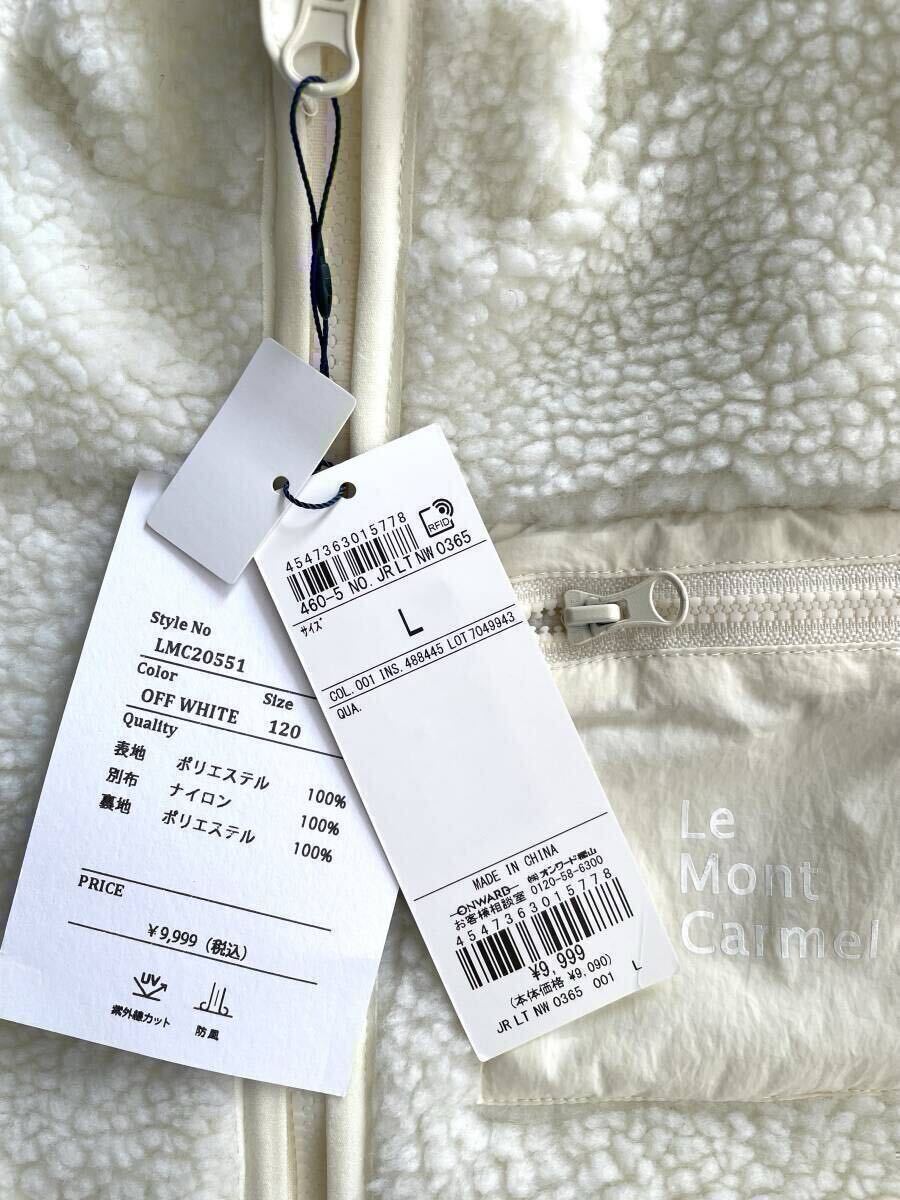 Style No
LMC20551
Color Size
OFF WHITE 120
Quality
表地 ポリエステル 100%
別布 ナイロン 100%
裏地 ポリエステル 100%
PRICE
¥9,999 (税込)
UV
紫外線カット 防風
4547363015778
RFID
460-5 NO. JR LT NW 0365
サイズ
L
COL. 001 INS. 488445 LOT 7049943
QUA.
MADE IN CHINA
ONWARD ㈱オンワード樫山
お客様相談室 0120-58-6300
4547363015778
¥9,999
(本体価格 ¥9,090)
JR LT NW 0365 001 L
Le
Mont
Carmel